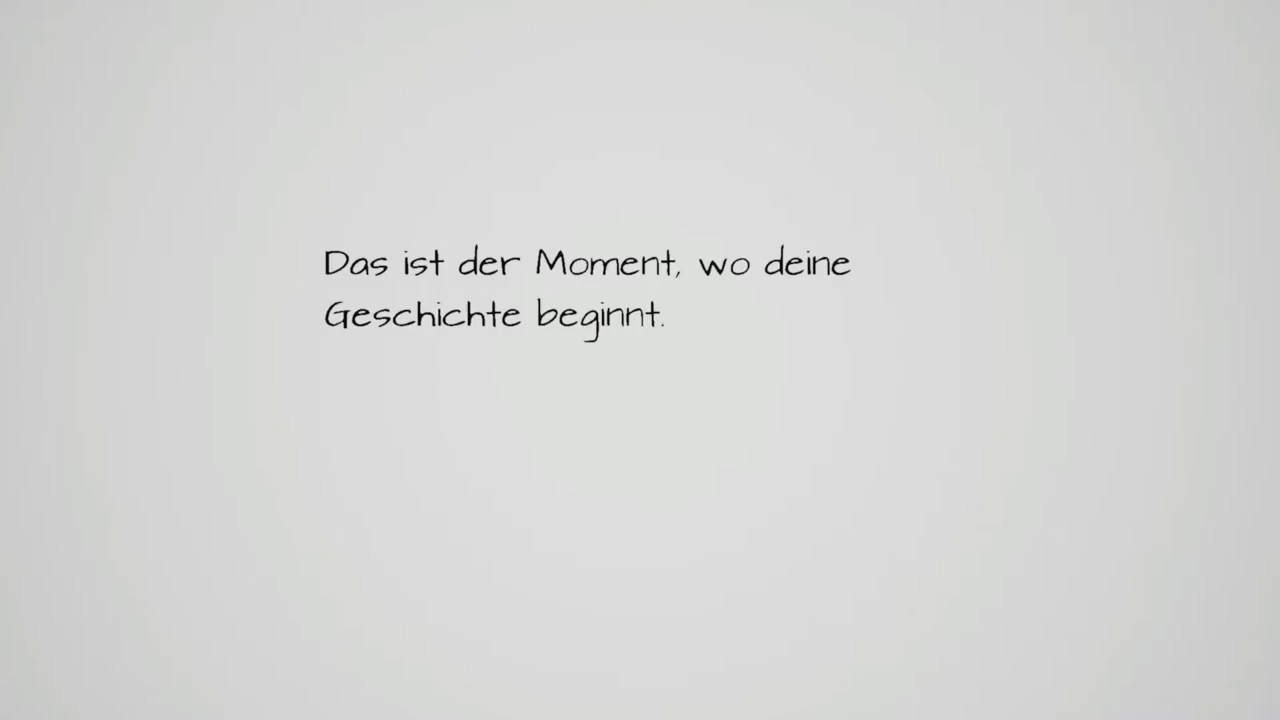 Das ist der Moment, wo deine
Geschichte beginnt.